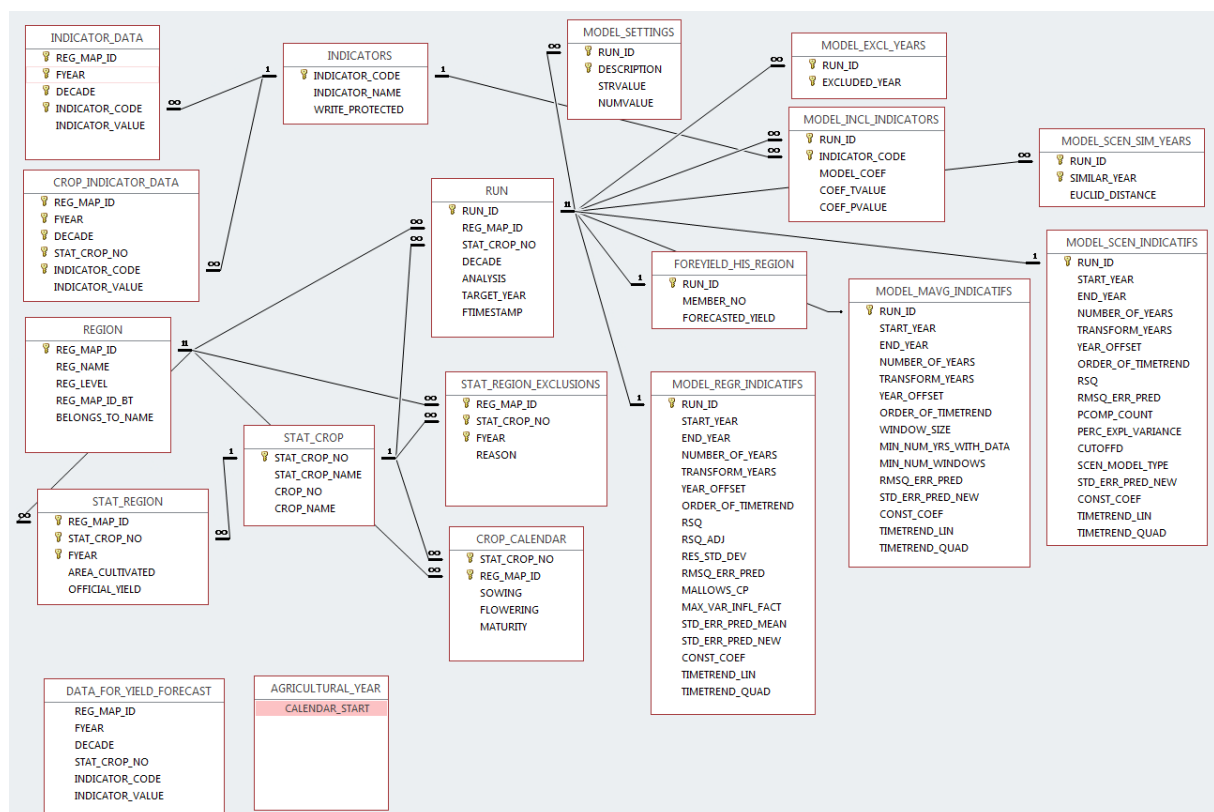 INDICATOR_DATA
REG_MAP_ID
FYEAR
DECADE
INDICATOR_CODE
INDICATOR_VALUE
INDICATORS
INDICATOR_CODE
INDICATOR_NAME
WRITE_PROTECTED
MODEL_SETTINGS
RUN_ID
DESCRIPTION
STRVALUE
NUMVALUE
MODEL_EXCL_YEARS
RUN_ID
EXCLUDED_YEAR
MODEL_INCL_INDICATORS
RUN_ID
INDICATOR_CODE
MODEL_COEF
COEF_TVALUE
COEF_PVALUE
MODEL_SCEN_SIM_YEARS
RUN_ID
SIMILAR_YEAR
EUCLID_DISTANCE
CROP_INDICATOR_DATA
REG_MAP_ID
FYEAR
DECADE
STAT_CROP_NO
INDICATOR_CODE
INDICATOR_VALUE
RUN
RUN_ID
REG_MAP_ID
STAT_CROP_NO
DECADE
ANALYSIS
TARGET_YEAR
FTIMESTAMP
FOREYIELD_HIS_REGION
RUN_ID
MEMBER_NO
FORECASTED_YIELD
MODEL_MAVG_INDICATIFS
RUN_ID
START_YEAR
END_YEAR
NUMBER_OF_YEARS
TRANSFORM_YEARS
YEAR_OFFSET
ORDER_OF_TIMETREND
WINDOW_SIZE
MIN_NUM_YRS_WITH_DATA
MIN_NUM_WINDOWS
RMSQ_ERR_PRED
STD_ERR_PRED_NEW
CONST_COEF
TIMETREND_LIN
TIMETREND_QUAD
MODEL_SCEN_INDICATIFS
RUN_ID
START_YEAR
END_YEAR
NUMBER_OF_YEARS
TRANSFORM_YEARS
YEAR_OFFSET
ORDER_OF_TIMETREND
RSQ
RMSQ_ERR_PRED
PCOMP_COUNT
PERC_EXPL_VARIANCE
CUTOFFD
SCEN_MODEL_TYPE
STD_ERR_PRED_NEW
CONST_COEF
TIMETREND_LIN
TIMETREND_QUAD
REGION
REG_MAP_ID
REG_NAME
REG_LEVEL
REG_MAP_ID_BT
BELONGS_TO_NAME
STAT_REGION_EXCLUSIONS
REG_MAP_ID
STAT_CROP_NO
FYEAR
REASON
MODEL_REGR_INDICATIFS
RUN_ID
START_YEAR
END_YEAR
NUMBER_OF_YEARS
TRANSFORM_YEARS
YEAR_OFFSET
ORDER_OF_TIMETREND
RSQ
RSQ_ADJ
RES_STD_DEV
RMSQ_ERR_PRED
MALLOWS_CP
MAX_VAR_INFL_FACT
STD_ERR_PRED_MEAN
STD_ERR_PRED_NEW
CONST_COEF
TIMETREND_LIN
TIMETREND_QUAD
STAT_CROP
STAT_CROP_NO
STAT_CROP_NAME
CROP_NO
CROP_NAME
STAT_REGION
REG_MAP_ID
STAT_CROP_NO
FYEAR
AREA_CULTIVATED
OFFICIAL_YIELD
CROP_CALENDAR
STAT_CROP_NO
REG_MAP_ID
SOWING
FLOWERING
MATURITY
DATA_FOR_YIELD_FORECAST
REG_MAP_ID
FYEAR
DECADE
STAT_CROP_NO
INDICATOR_CODE
INDICATOR_VALUE
AGRICULTURAL_YEAR
CALENDAR_START